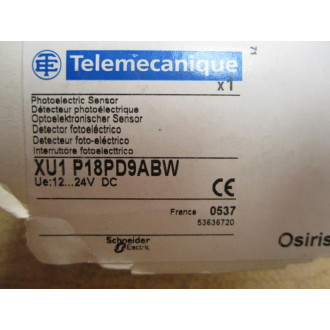 Telemecanique
x1
Photoelectric Sensor
Détecteur photoélectrique
Optoelektronischer Sensor
Detector fotoeléctrico
Detector foto-eléctrico
Interruttore fotoelettrico
XU1 P18PD9ABW
Ue:12...24V DC
CE
France 0537
53636720
Schneider
Electric
Osiris